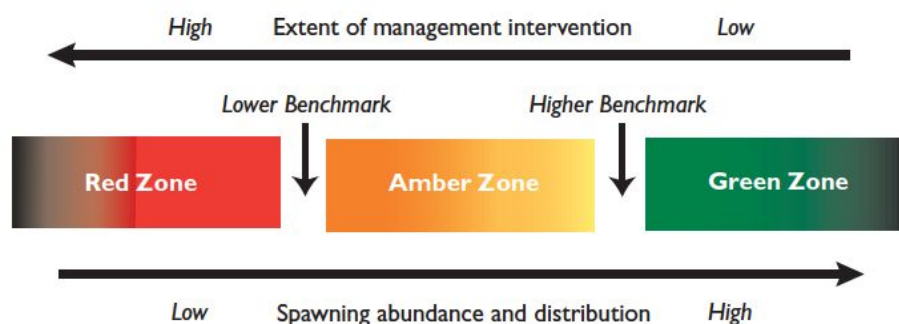 High Extent of management intervention Low
Lower Benchmark Higher Benchmark
Red Zone Amber Zone Green Zone
Low Spawning abundance and distribution High